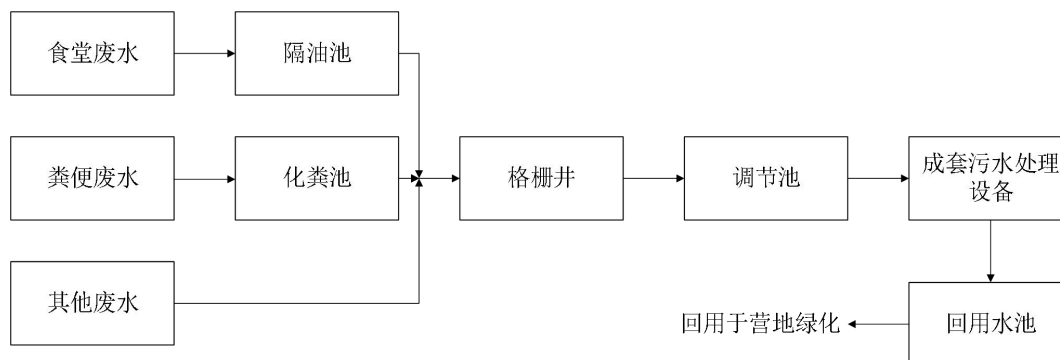 食堂废水
隔油池
粪便废水
化粪池
格栅井
调节池
成套污水处理
设备
其他废水
回用于营地绿化
回用水池